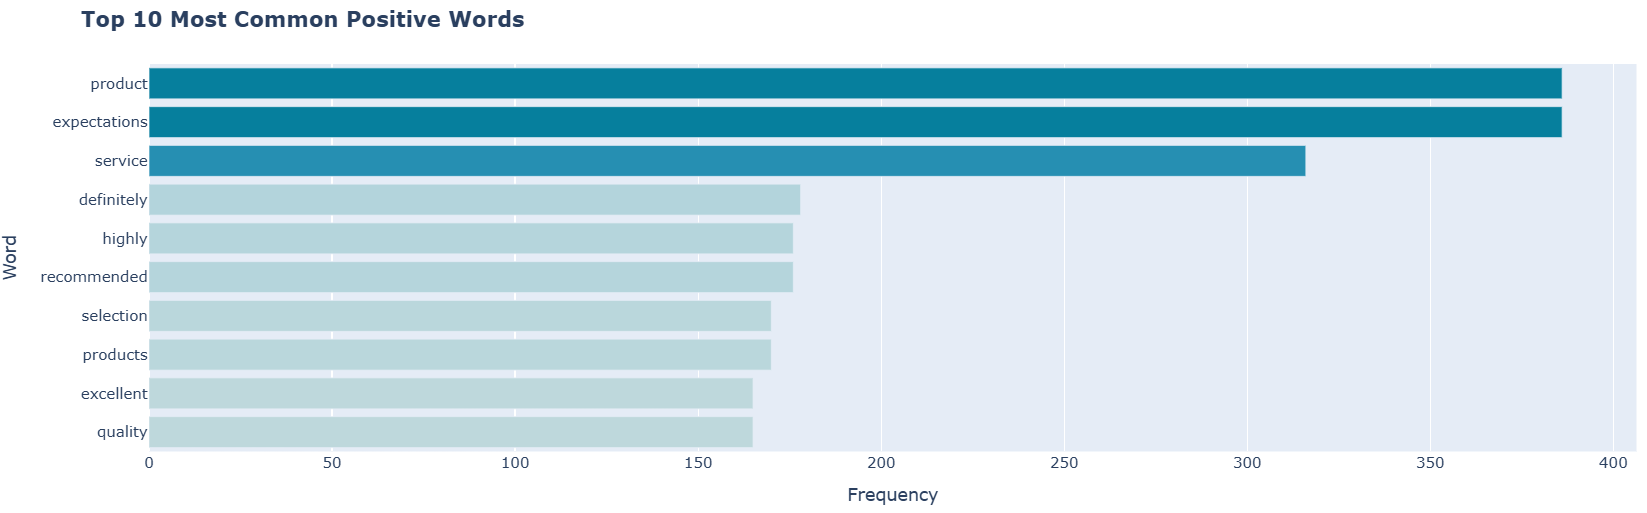 Top 10 Most Common Positive Words
product
expectations
service
definitely
highly
recommended
selection
products
excellent
quality
Word
0 50 100 150 200 250 300 350 400
Frequency